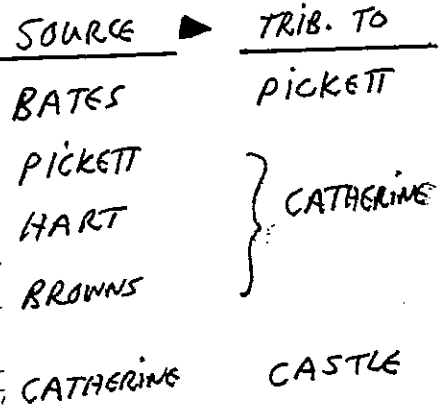 SOURCE ▶ TRIB. TO
BATES PICKETT
PICKETT
HART
CATHERINE
BROWNS
CATHERINE CASTLE